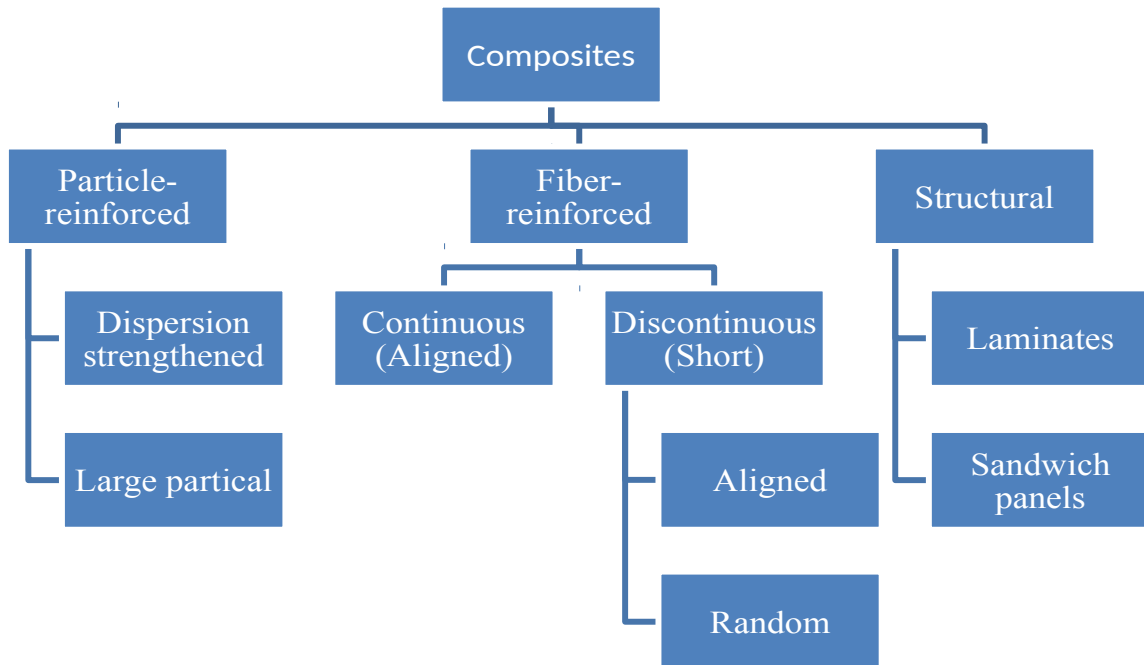 Composites
Particle-
reinforced
Fiber-
reinforced
Structural
Dispersion
strengthened
Continuous
(Aligned)
Discontinuous
(Short)
Laminates
Large partical
Aligned
Sandwich
panels
Random